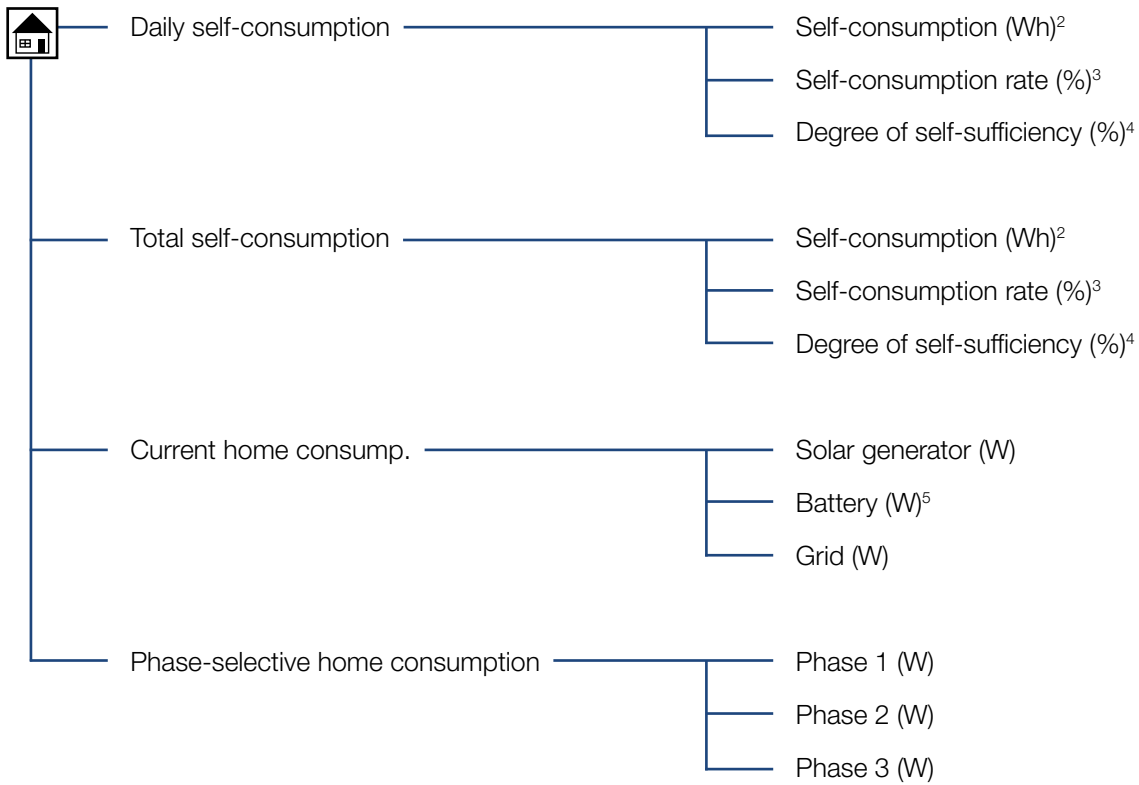 Daily self-consumption
Self-consumption (Wh)²
Self-consumption rate (%)³
Degree of self-sufficiency (%)⁴
Total self-consumption
Self-consumption (Wh)²
Self-consumption rate (%)³
Degree of self-sufficiency (%)⁴
Current home consump.
Solar generator (W)
Battery (W)⁵
Grid (W)
Phase-selective home consumption
Phase 1 (W)
Phase 2 (W)
Phase 3 (W)